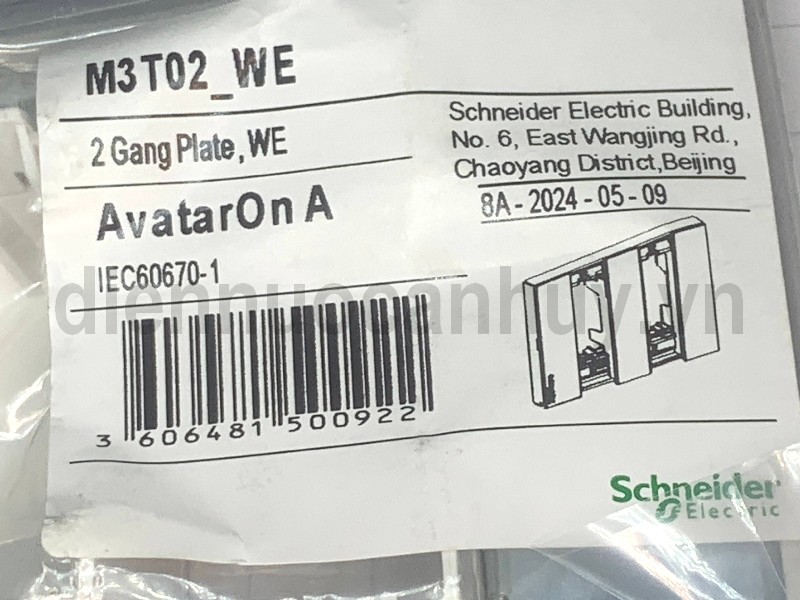 M3T02_WE
2 Gang Plate, WE
AvatarOn A
IEC60670-1
Schneider Electric Building,
No. 6, East Wangjing Rd.,
Chaoyang District,Beijing
8A-2024-05-09
diennuocanhuy.vn
3 606481 500922
Schneider
Electric